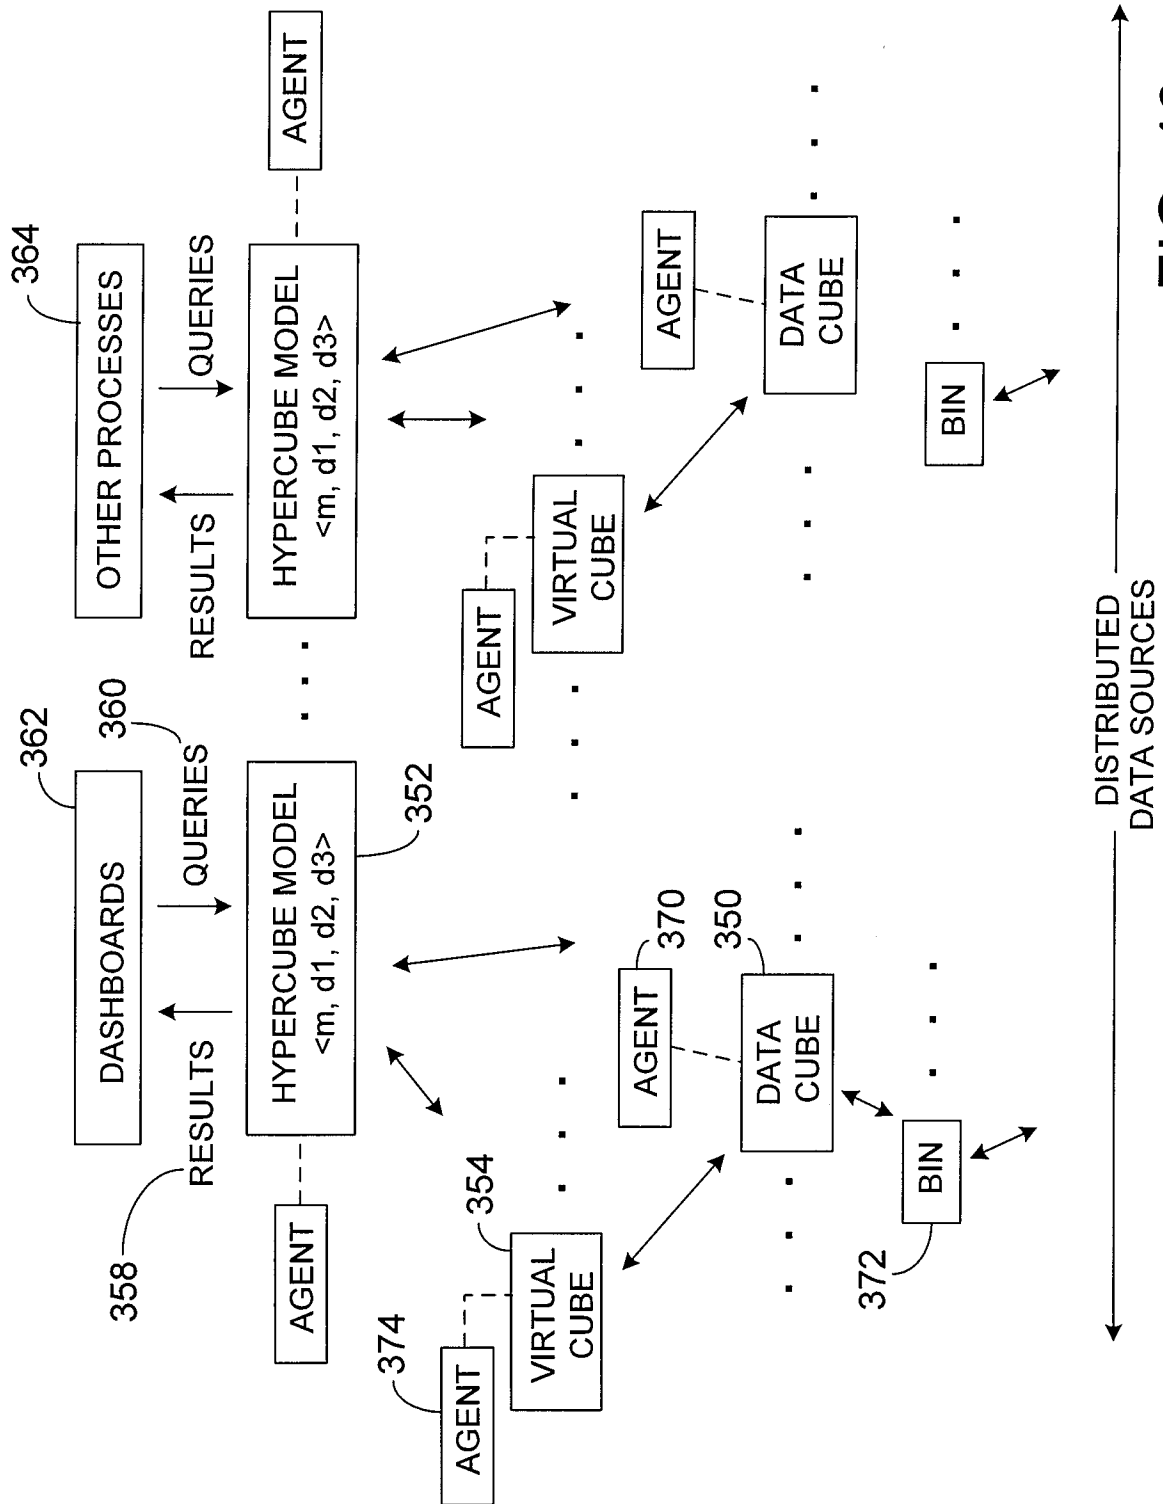 362
364
DASHBOARDS
OTHER PROCESSES
358
RESULTS
QUERIES
360
RESULTS
QUERIES
AGENT
HYPERCUBE MODEL
<m, d1, d2, d3>
352
. . .
HYPERCUBE MODEL
<m, d1, d2, d3>
AGENT
374
AGENT
354
VIRTUAL
CUBE
. . .
. . .
AGENT
VIRTUAL
CUBE
. . .
AGENT
370
350
. . .
DATA
CUBE
. . .
AGENT
. . .
DATA
CUBE
. . .
372
BIN
. . .
BIN
. . .
DISTRIBUTED
DATA SOURCES